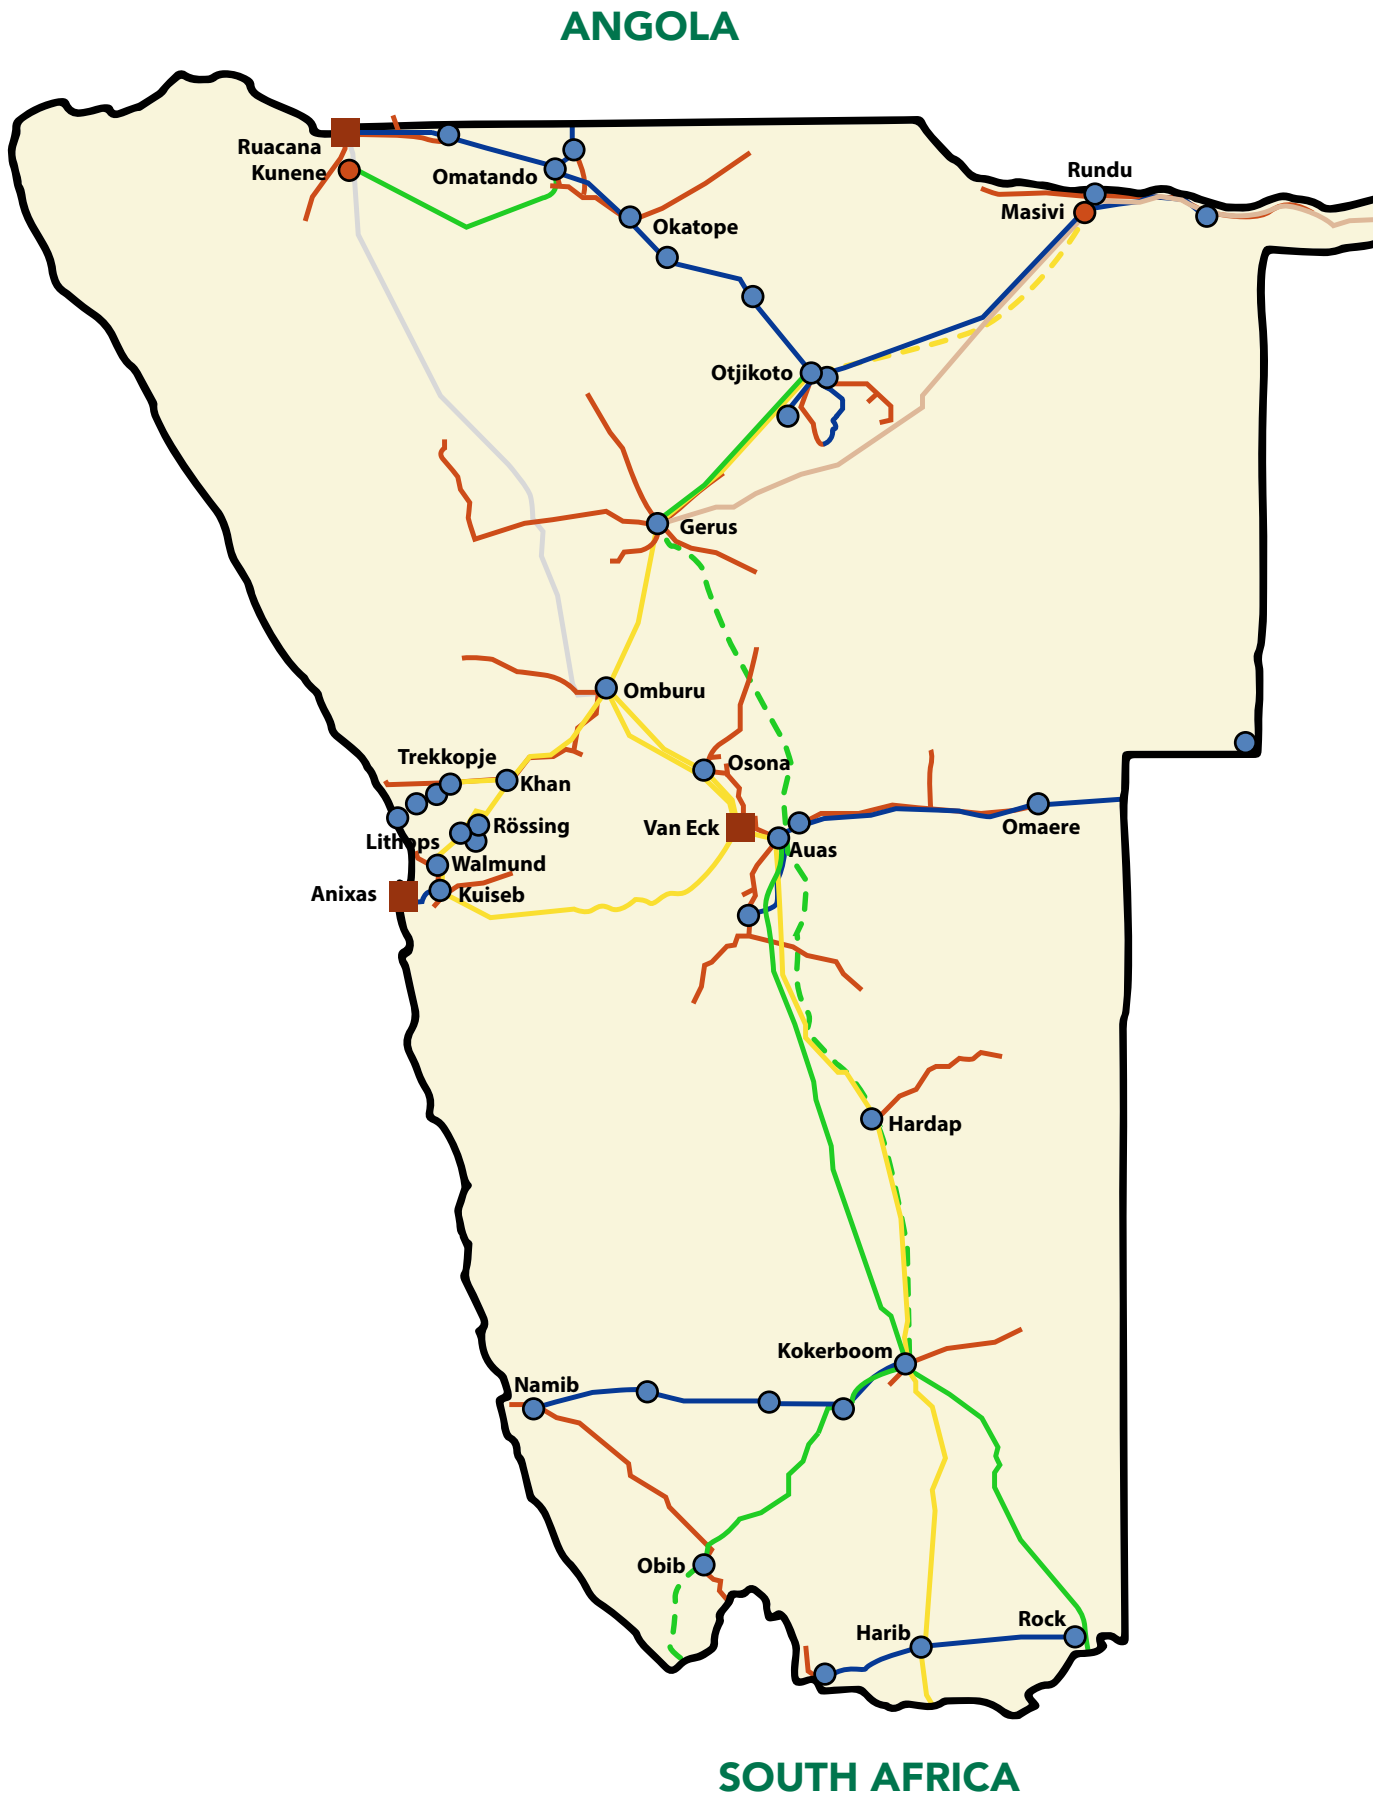 ANGOLA
Ruacana
Kunene
Omatando
Okatope
Rundu
Masivi
Otjikoto
Gerus
Omburu
Trekkopje
Khan
Osona
Lithops
Rössing
Van Eck
Auas
Omaere
Walmund
Anixas
Kuiseb
Hardap
Kokerboom
Namib
Obib
Harib
Rock
SOUTH AFRICA